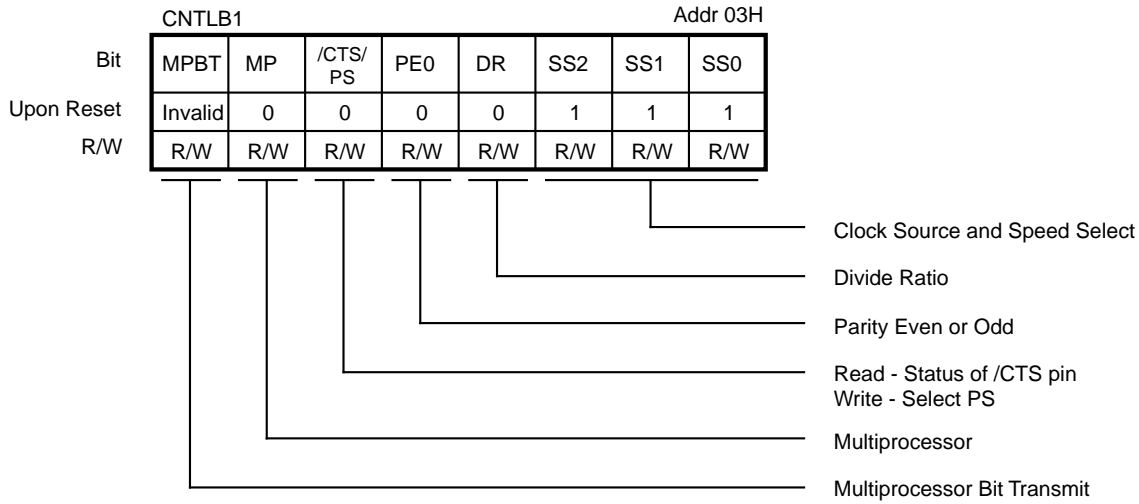 CNTLB1 Addr 03H
Bit MPBT MP /CTS/ PS PE0 DR SS2 SS1 SS0
Upon Reset Invalid 0 0 0 0 1 1 1
R/W R/W R/W R/W R/W R/W R/W R/W R/W
Clock Source and Speed Select
Divide Ratio
Parity Even or Odd
Read - Status of /CTS pin
Write - Select PS
Multiprocessor
Multiprocessor Bit Transmit